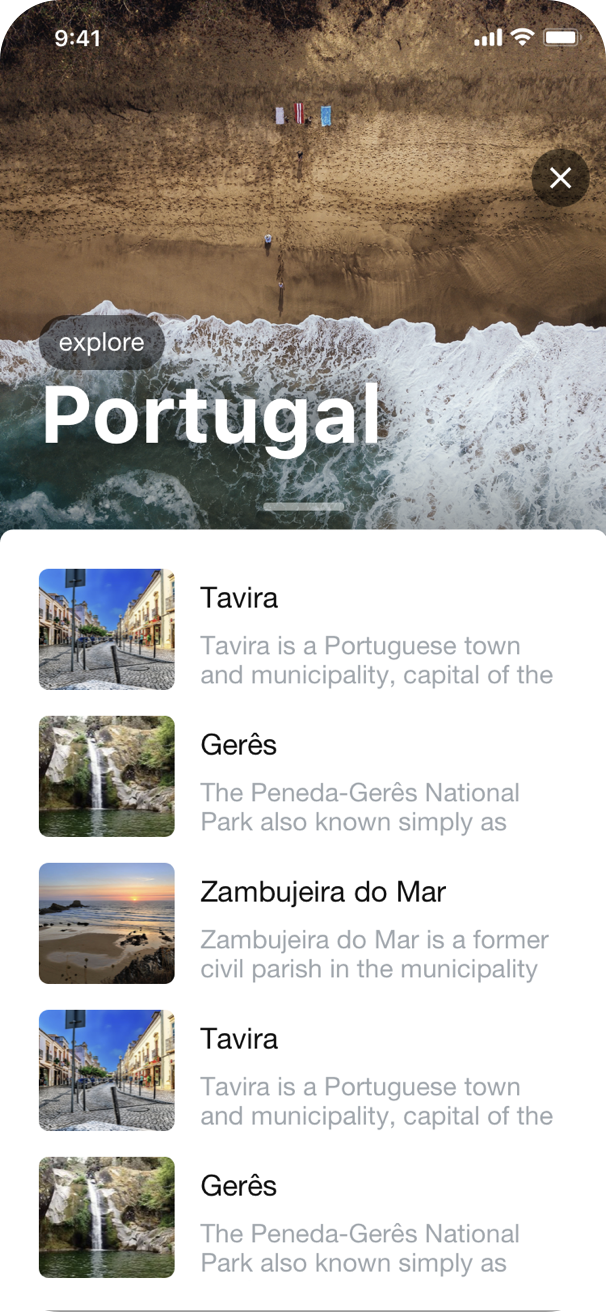 9:41
explore
Portugal
Tavira
Tavira is a Portuguese town
and municipality, capital of the
Gerês
The Peneda-Gerês National
Park also known simply as
Zambujeira do Mar
Zambujeira do Mar is a former
civil parish in the municipality
Tavira
Tavira is a Portuguese town
and municipality, capital of the
Gerês
The Peneda-Gerês National
Park also known simply as